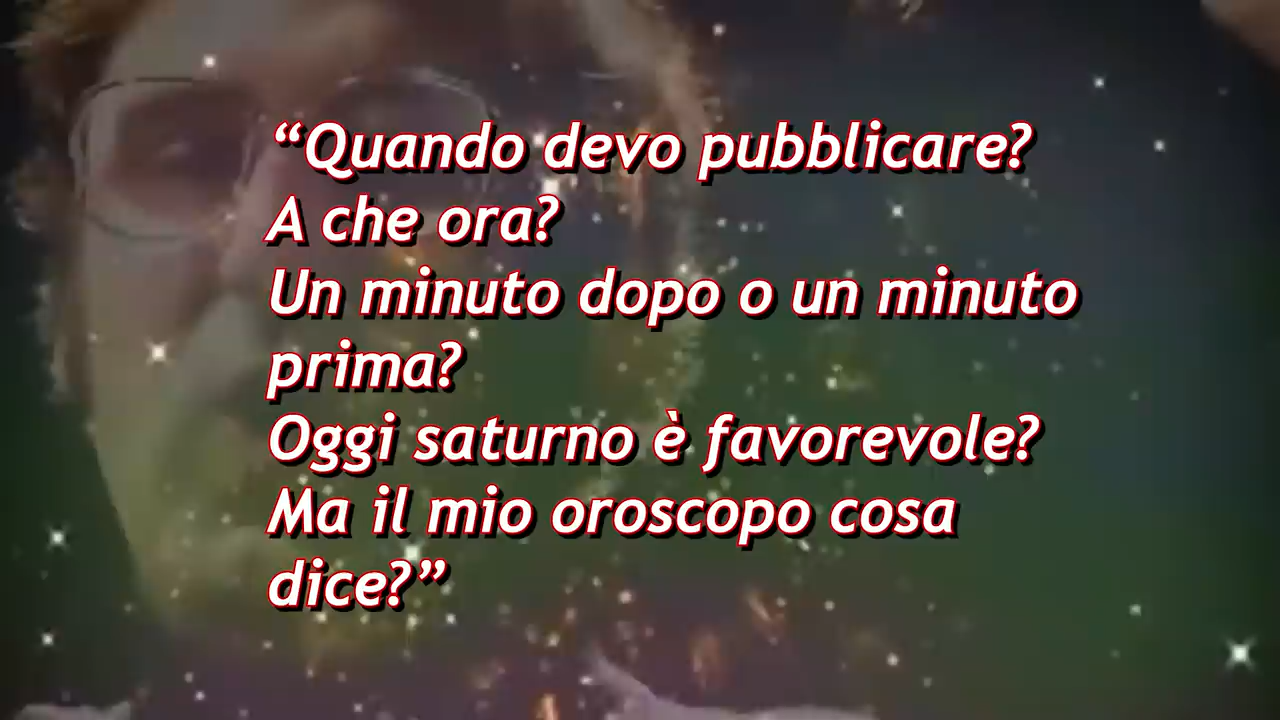 “Quando devo pubblicare?
A che ora?
Un minuto dopo o un minuto
prima?
Oggi saturno è favorevole?
Ma il mio oroscopo cosa
dice?”